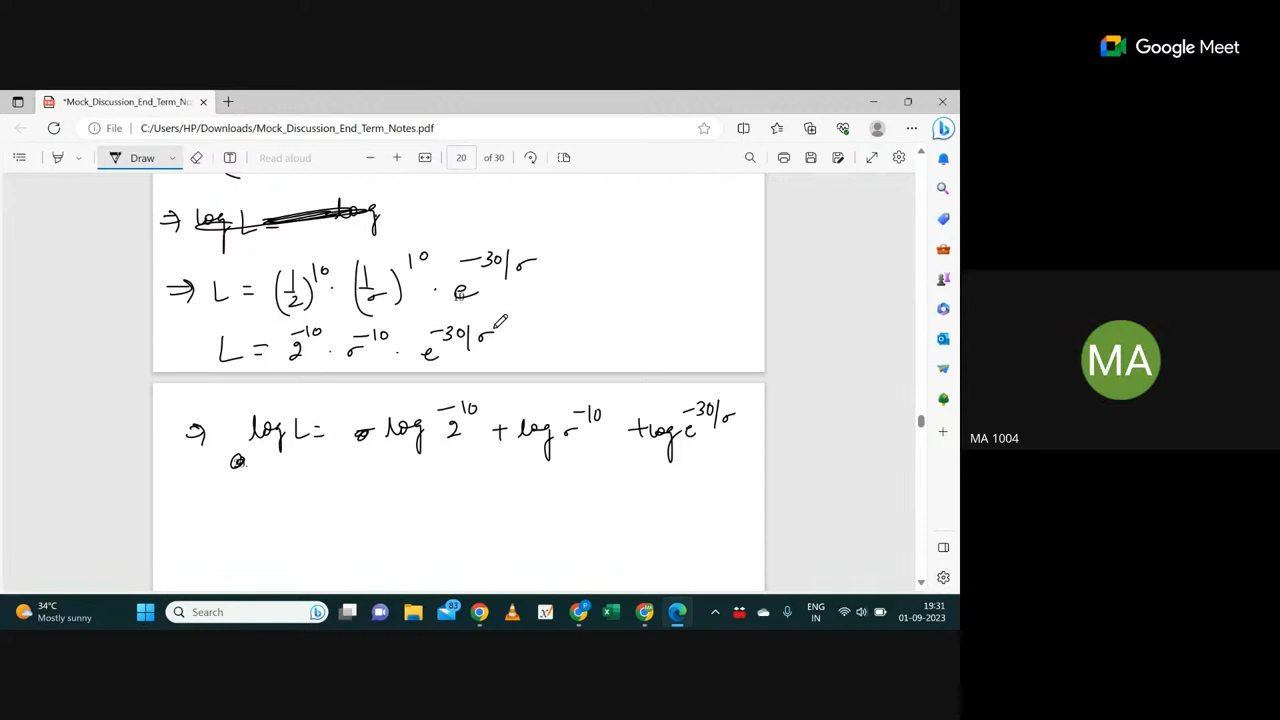 Google Meet
*Mock_Discussion_End_Term_No
File C:/Users/HP/Downloads/Mock_Discussion_End_Term_Notes.pdf
Draw Read aloud 20 of 30
⇒ log L = log
⇒ L = (1/2)^10 · (1/σ)^10 · e^-30/σ
L = 2^-10 · σ^-10 · e^-30/σ
⇒ log L = log 2^-10 + log σ^-10 + log e^-30/σ
MA
MA 1004
34°C
Mostly sunny
Search
83
ENG
IN
19:31
01-09-2023